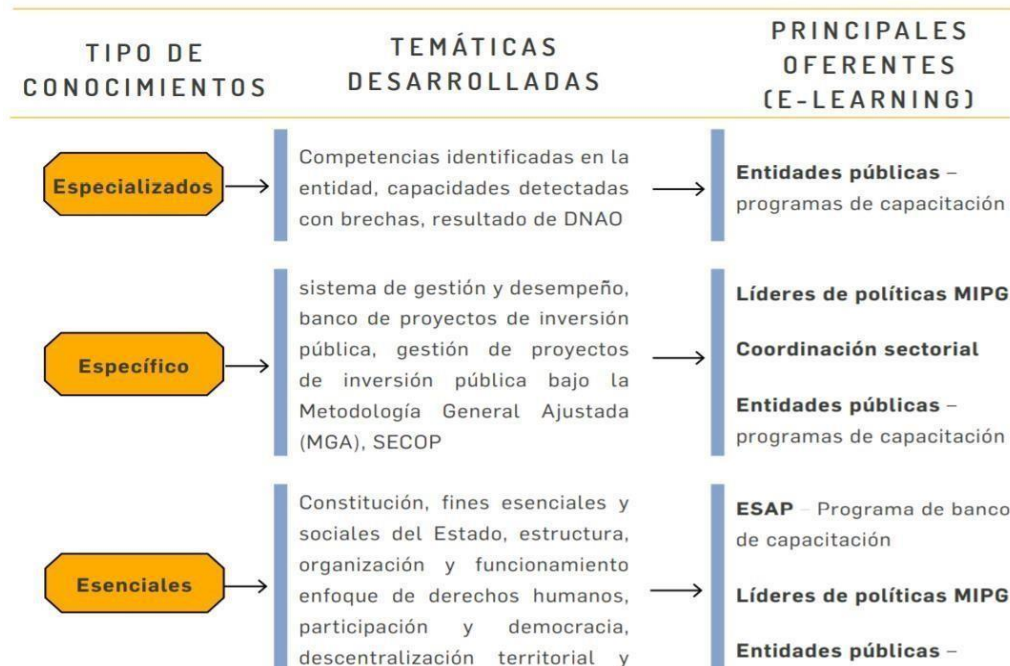 TIPO DE
CONOCIMIENTOS
TEMÁTICAS
DESARROLLADAS
PRINCIPALES
OFERENTES
(E-LEARNING)
Especializados
Competencias identificadas en la
entidad, capacidades detectadas
con brechas, resultado de DNAO
Entidades públicas –
programas de capacitación
Específico
sistema de gestión y desempeño,
banco de proyectos de inversión
pública, gestión de proyectos
de inversión pública bajo la
Metodología General Ajustada
(MGA), SECOP
Líderes de políticas MIPG
Coordinación sectorial
Entidades públicas –
programas de capacitación
Esenciales
Constitución, fines esenciales y
sociales del Estado, estructura,
organización y funcionamiento
enfoque de derechos humanos,
participación y democracia,
descentralización territorial y
ESAP – Programa de banco
de capacitación
Líderes de políticas MIPG
Entidades públicas –